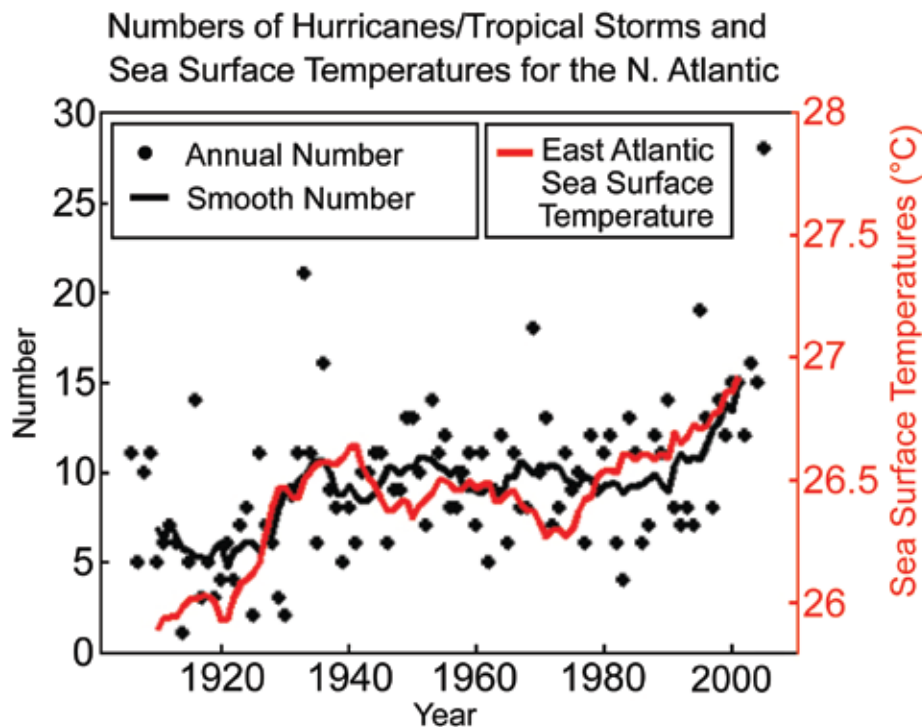 Numbers of Hurricanes/Tropical Storms and
Sea Surface Temperatures for the N. Atlantic
Annual Number
Smooth Number
East Atlantic
Sea Surface
Temperature
Number
30
25
20
15
10
5
0
28
27.5
27
26.5
26
Sea Surface Temperatures (°C)
1920
1940
1960
1980
2000
Year